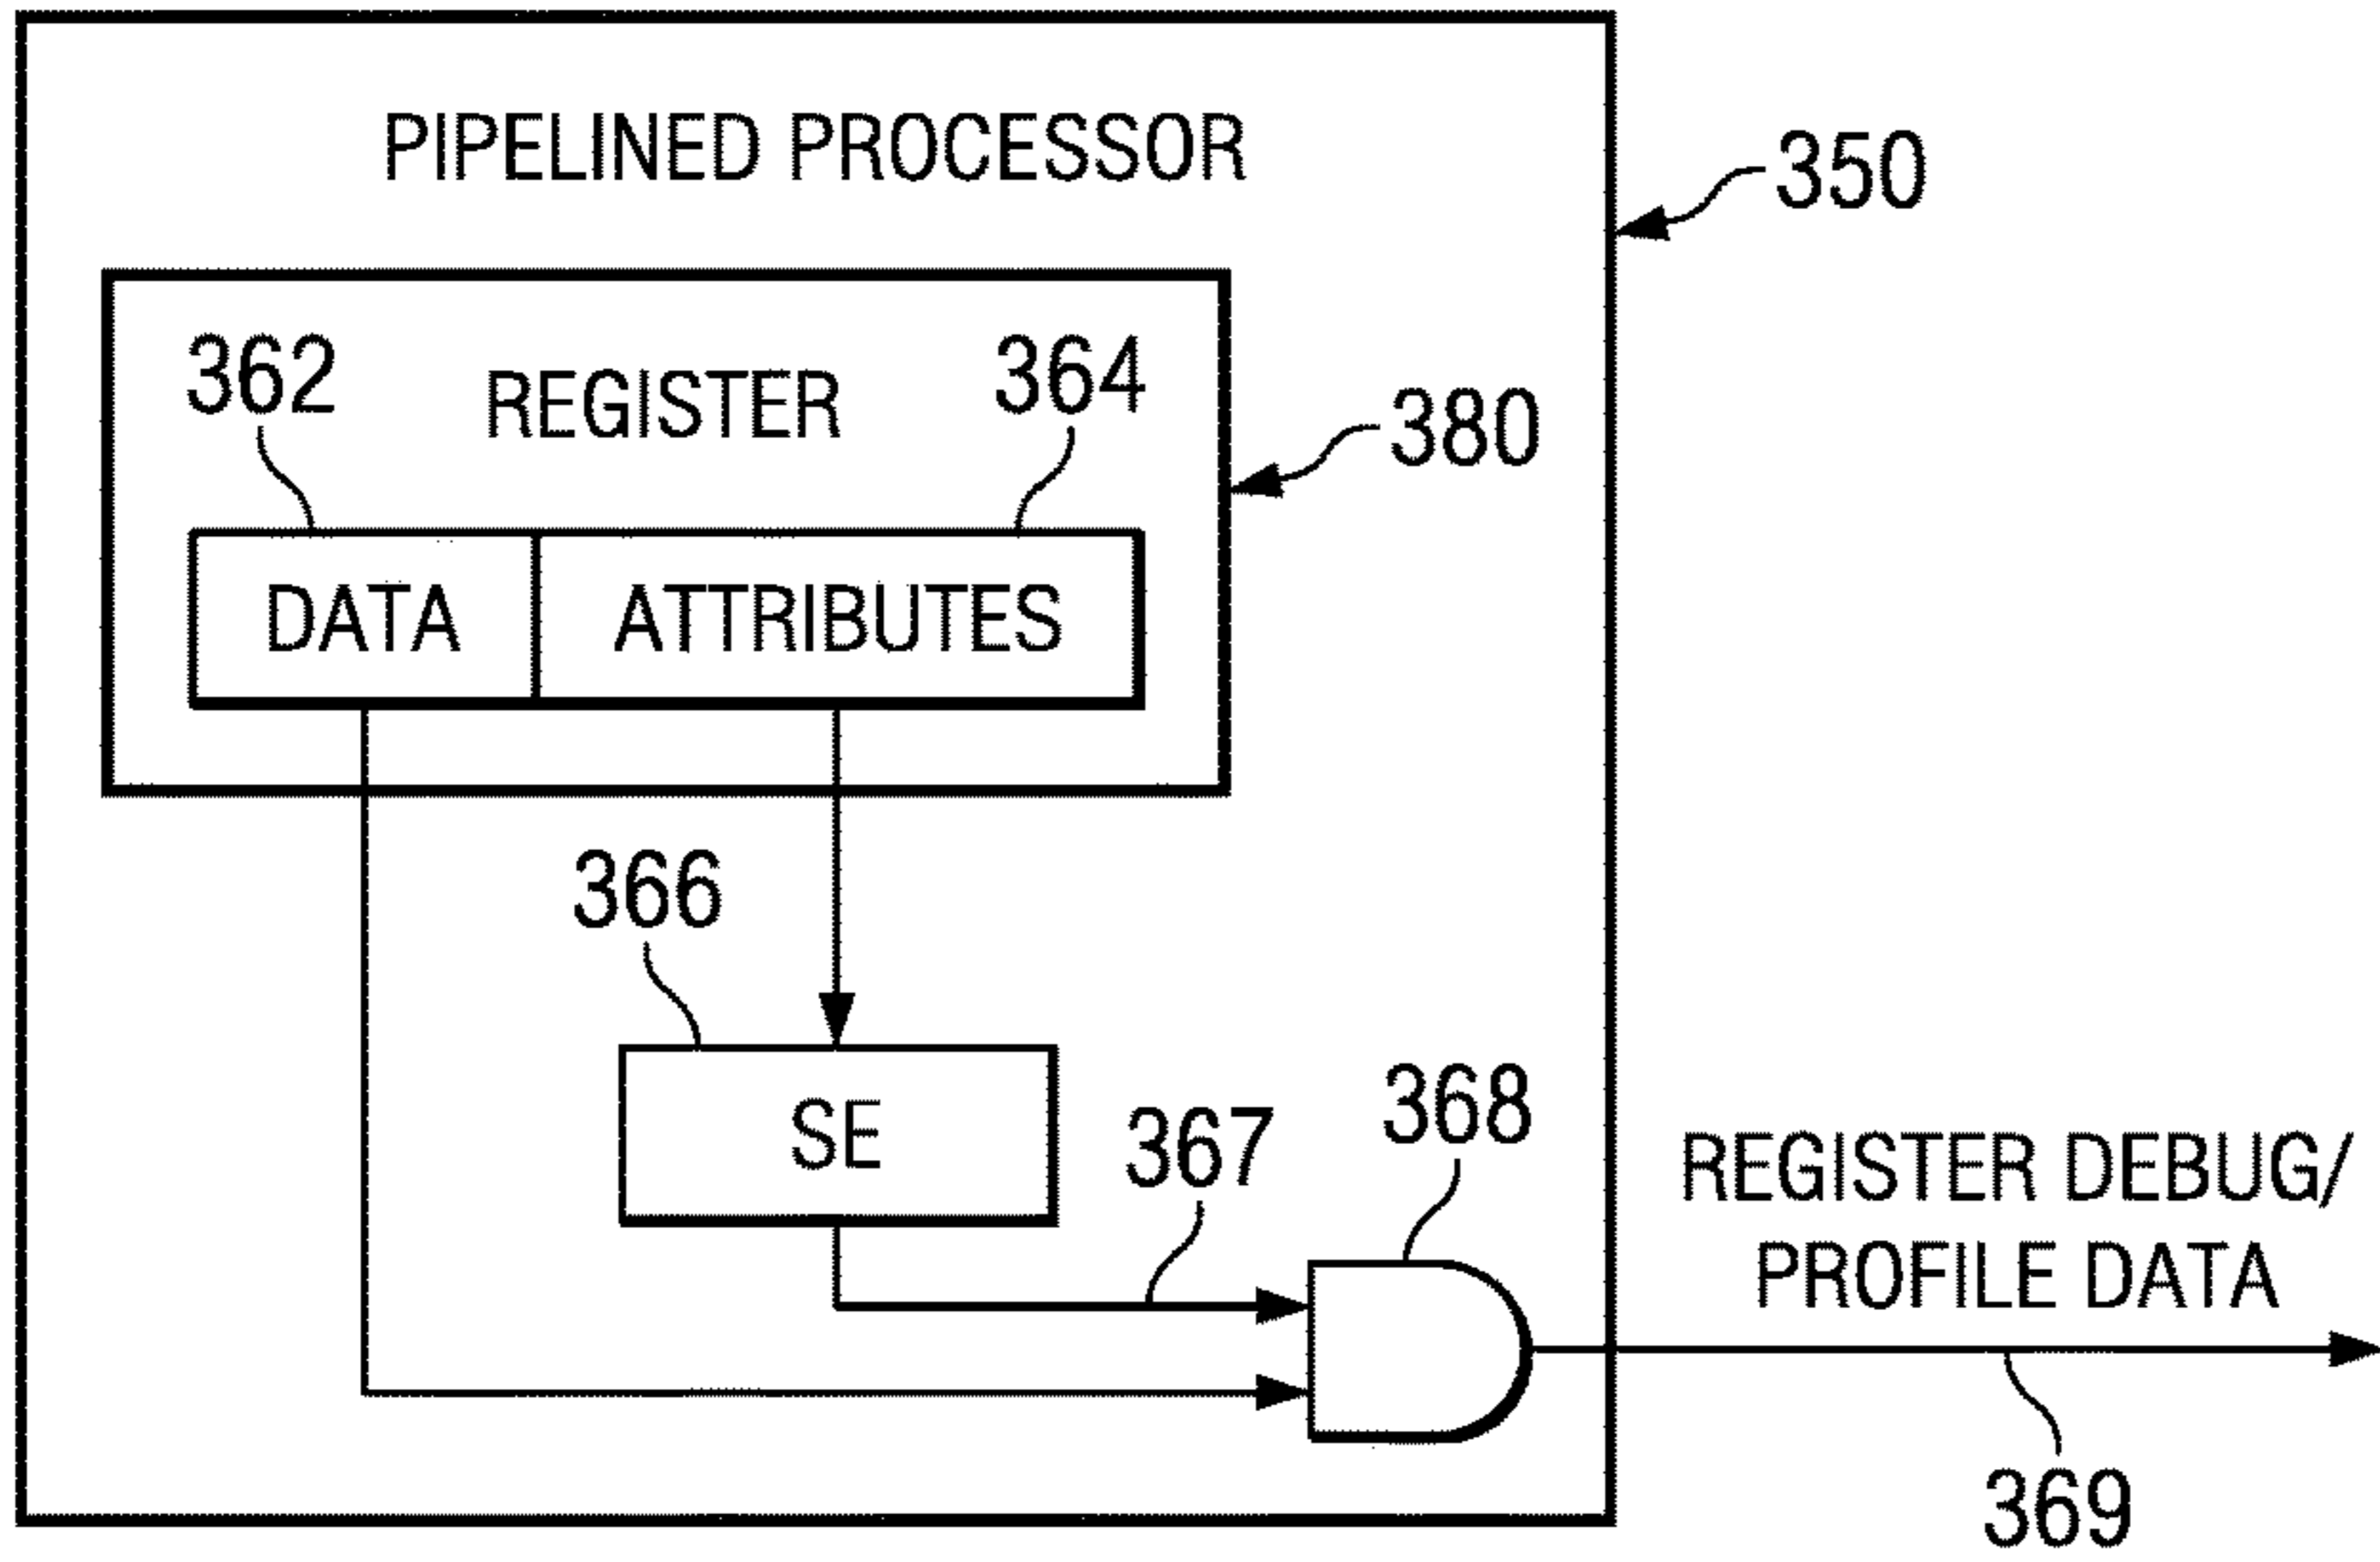 PIPELINED PROCESSOR
350
362
REGISTER
364
380
DATA
ATTRIBUTES
366
SE
367
368
REGISTER DEBUG/
PROFILE DATA
369